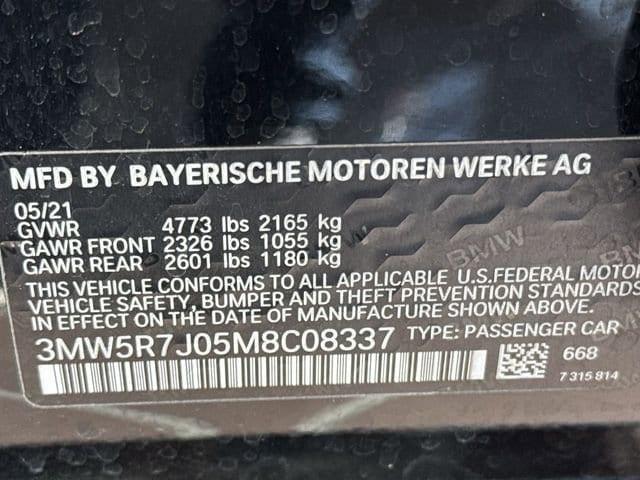 MFD BY BAYERISCHE MOTOREN WERKE AG
05/21
GVWR 4773 lbs 2165 kg
GAWR FRONT 2326 lbs 1055 kg
GAWR REAR 2601 lbs 1180 kg
THIS VEHICLE CONFORMS TO ALL APPLICABLE U.S.FEDERAL MOTOR
VEHICLE SAFETY, BUMPER AND THEFT PREVENTION STANDARDS
IN EFFECT ON THE DATE OF MANUFACTURE SHOWN ABOVE.
3MW5R7J05M8C08337 TYPE: PASSENGER CAR
668
7 315 814
BMW